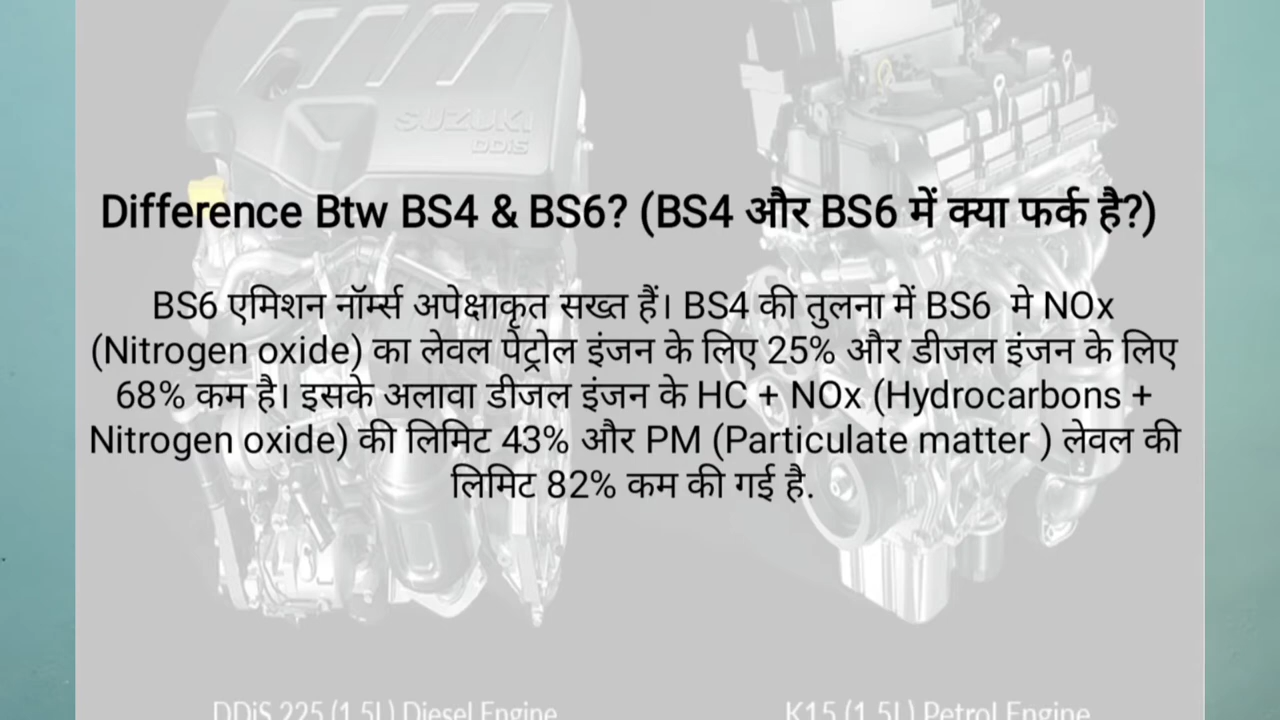 SUZUKI
DDiS
Difference Btw BS4 & BS6? (BS4 और BS6 में क्या फर्क है?)
BS6 एमिशन नॉर्म्स अपेक्षाकृत सख्त हैं। BS4 की तुलना में BS6 मे NOx
(Nitrogen oxide) का लेवल पेट्रोल इंजन के लिए 25% और डीजल इंजन के लिए
68% कम है। इसके अलावा डीजल इंजन के HC + NOx (Hydrocarbons +
Nitrogen oxide) की लिमिट 43% और PM (Particulate matter ) लेवल की
लिमिट 82% कम की गई है.
DDiS 225 (1.5L) Diesel Engine
K15 (1.5L) Petrol Engine